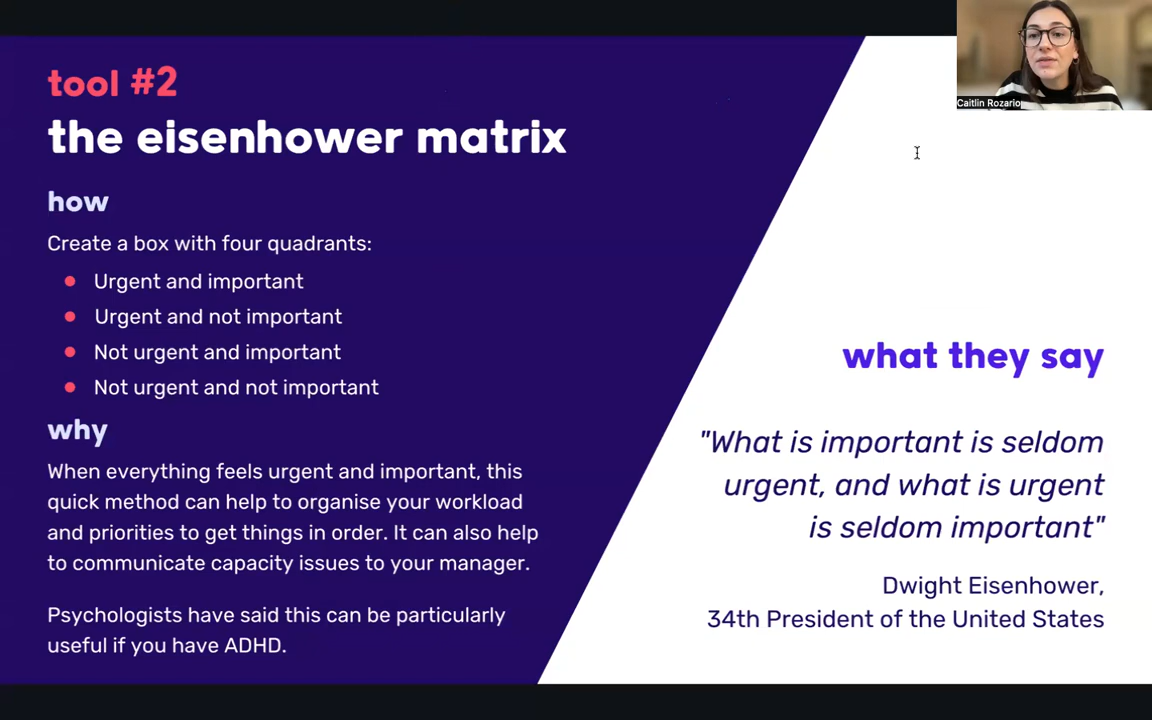 tool #2
the eisenhower matrix
how
Create a box with four quadrants:
Urgent and important
Urgent and not important
Not urgent and important
Not urgent and not important
why
When everything feels urgent and important, this
quick method can help to organise your workload
and priorities to get things in order. It can also help
to communicate capacity issues to your manager.
Psychologists have said this can be particularly
useful if you have ADHD.
Caitlin Rozario
what they say
"What is important is seldom
urgent, and what is urgent
is seldom important"
Dwight Eisenhower,
34th President of the United States